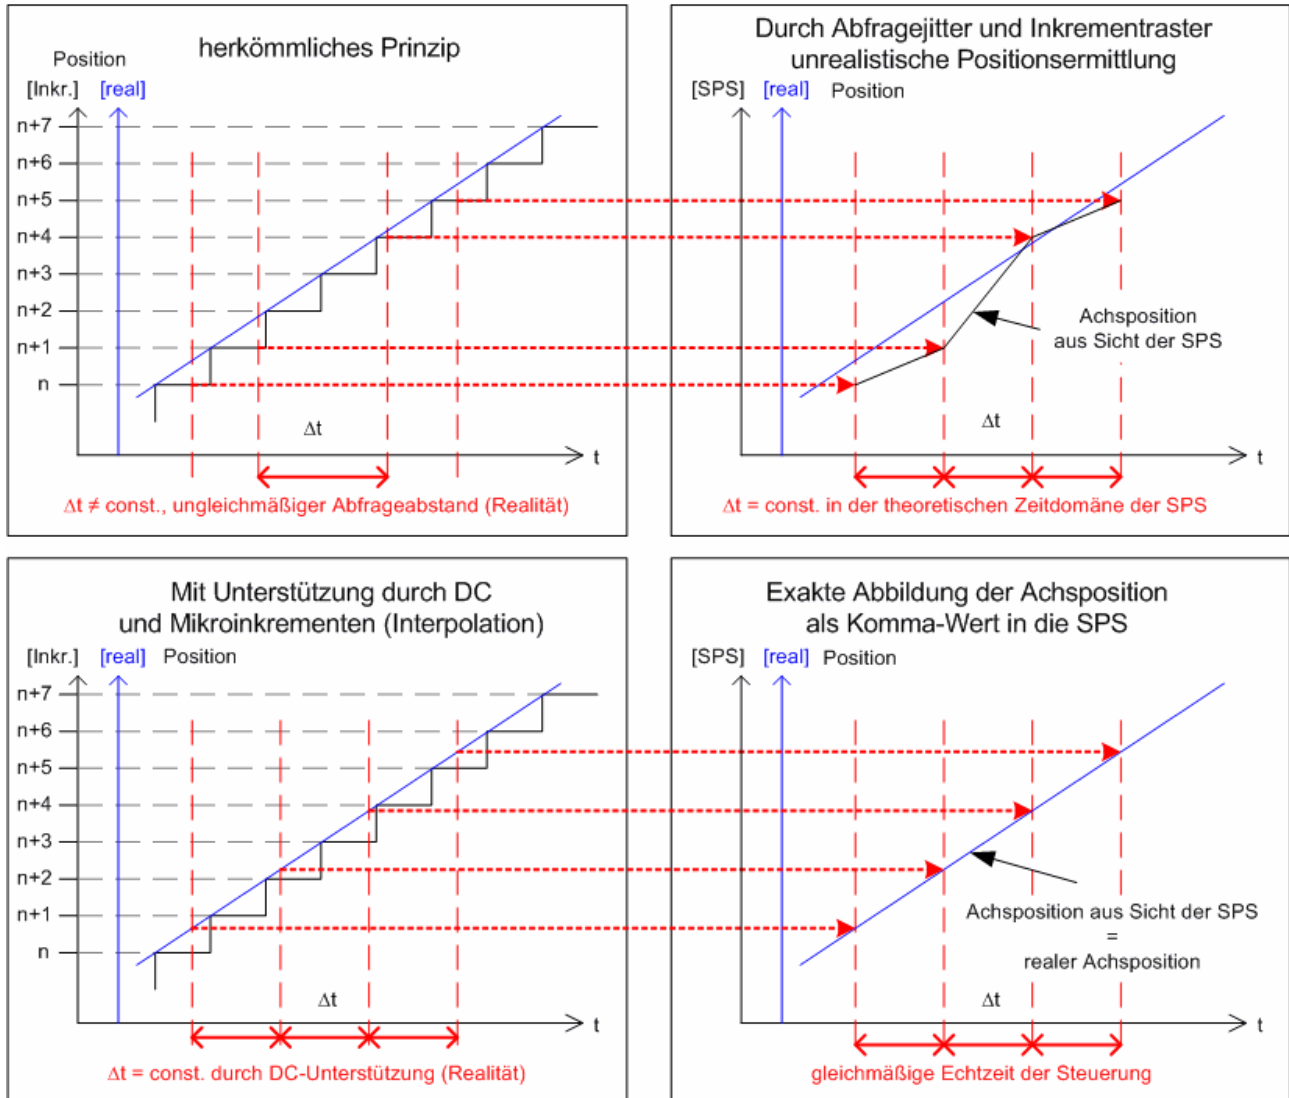 herkömmliches Prinzip
Position
[Inkr.] [real]
n+7
n+6
n+5
n+4
n+3
n+2
n+1
n
Δt
t
Δt ≠ const., ungleichmäßiger Abfrageabstand (Realität)
Durch Abfragejitter und Inkrementraster
unrealistische Positionsermittlung
[SPS] [real] Position
Achsposition
aus Sicht der SPS
Δt
t
Δt = const. in der theoretischen Zeitdomäne der SPS
Mit Unterstützung durch DC
und Mikroinkrementen (Interpolation)
[Inkr.] [real] Position
n+7
n+6
n+5
n+4
n+3
n+2
n+1
n
Δt
t
Δt = const. durch DC-Unterstützung (Realität)
Exakte Abbildung der Achsposition
als Komma-Wert in die SPS
[SPS] [real] Position
Achsposition aus Sicht der SPS
=
realer Achsposition
Δt
t
gleichmäßige Echtzeit der Steuerung